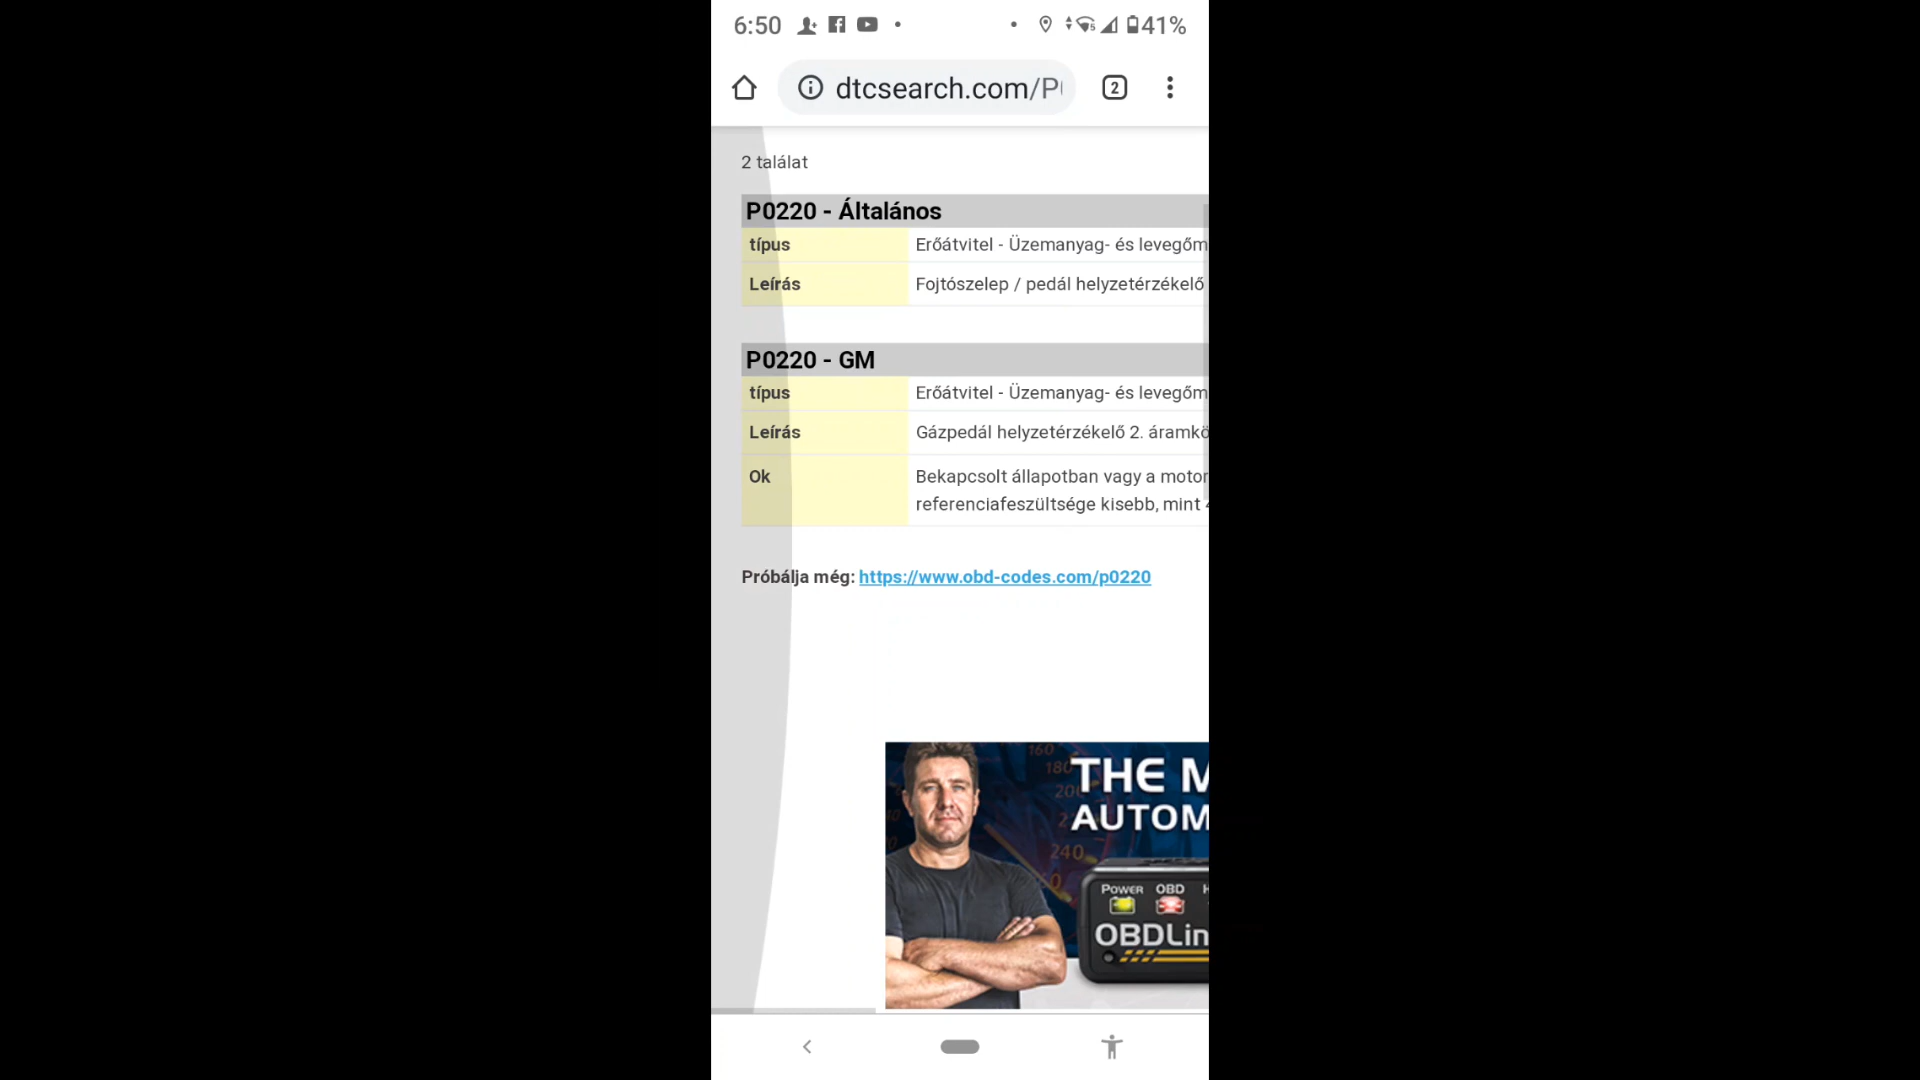 6:50
41%
dtcsearch.com/P
2
2 találat
P0220 - Általános
típus
Erőátvitel - Üzemanyag- és levegőm
Leírás
Fojtószelep / pedál helyzetérzékelő
P0220 - GM
típus
Erőátvitel - Üzemanyag- és levegőm
Leírás
Gázpedál helyzetérzékelő 2. áramkö
Ok
Bekapcsolt állapotban vagy a motor
referenciafeszültsége kisebb, mint
Próbálja még: https://www.obd-codes.com/p0220
160
180
THE M
200
AUTOM
240
POWER OBD H
OBDLin